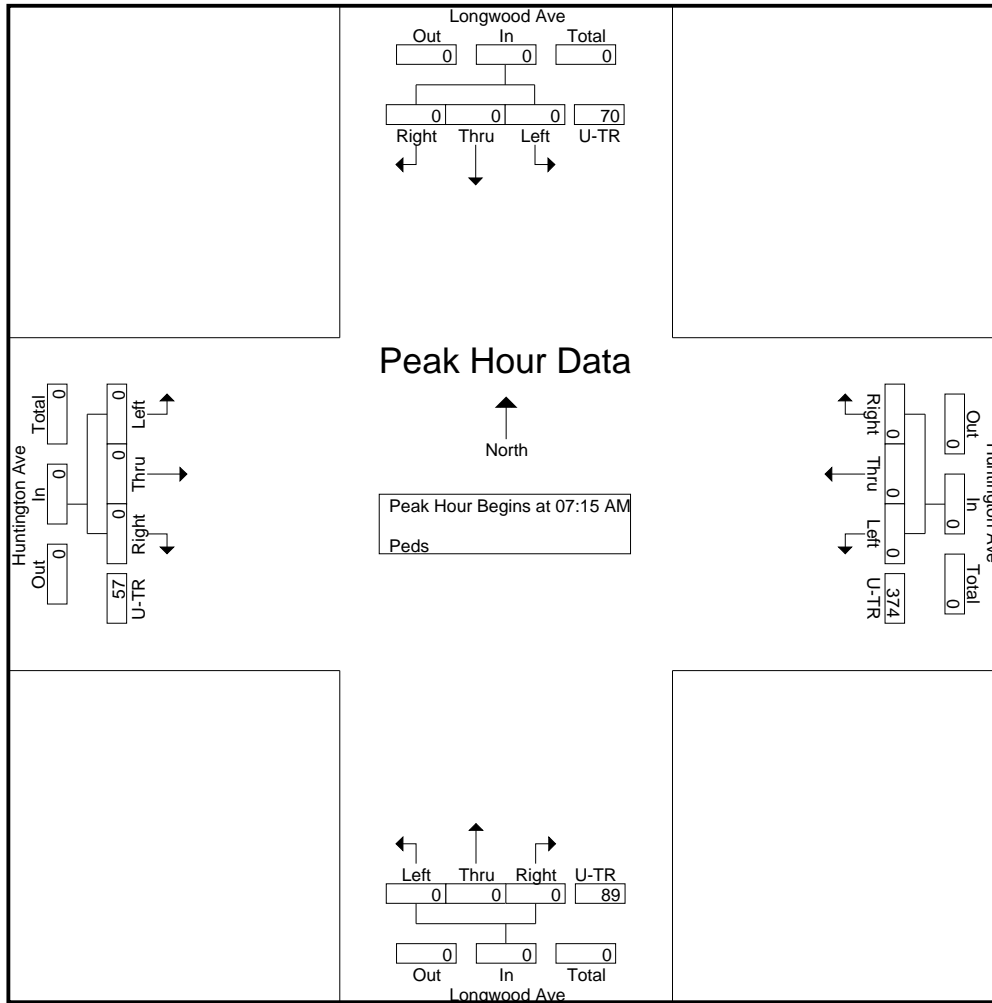 Longwood Ave
Out In Total
0 0 0
0 0 0 70
Right Thru Left U-TR
Peak Hour Data
North
Peak Hour Begins at 07:15 AM
Peds
Huntington Ave
Total In Out
0 0 0
0 0 0 57
Left Thru Right U-TR
Huntington Ave
Out In Total
0 0 0
0 0 0 374
Right Thru Left U-TR
Left Thru Right U-TR
0 0 0 89
0 0 0
Out In Total
Longwood Ave